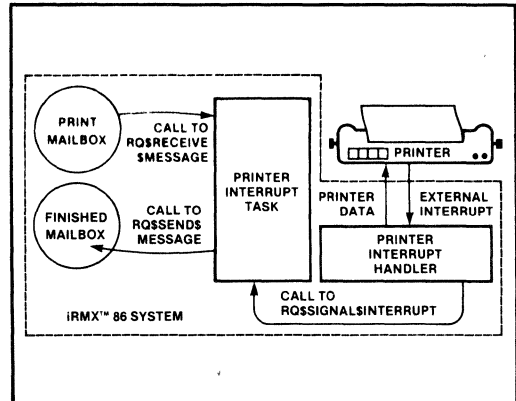 PRINT
MAILBOX
CALL TO
RQ$RECEIVE
$MESSAGE
PRINTER
INTERRUPT
TASK
PRINTER
FINISHED
MAILBOX
CALL TO
RQ$SEND$
MESSAGE
PRINTER
DATA
EXTERNAL
INTERRUPT
PRINTER
INTERRUPT
HANDLER
CALL TO
RQ$SIGNAL$INTERRUPT
iRMX™ 86 SYSTEM